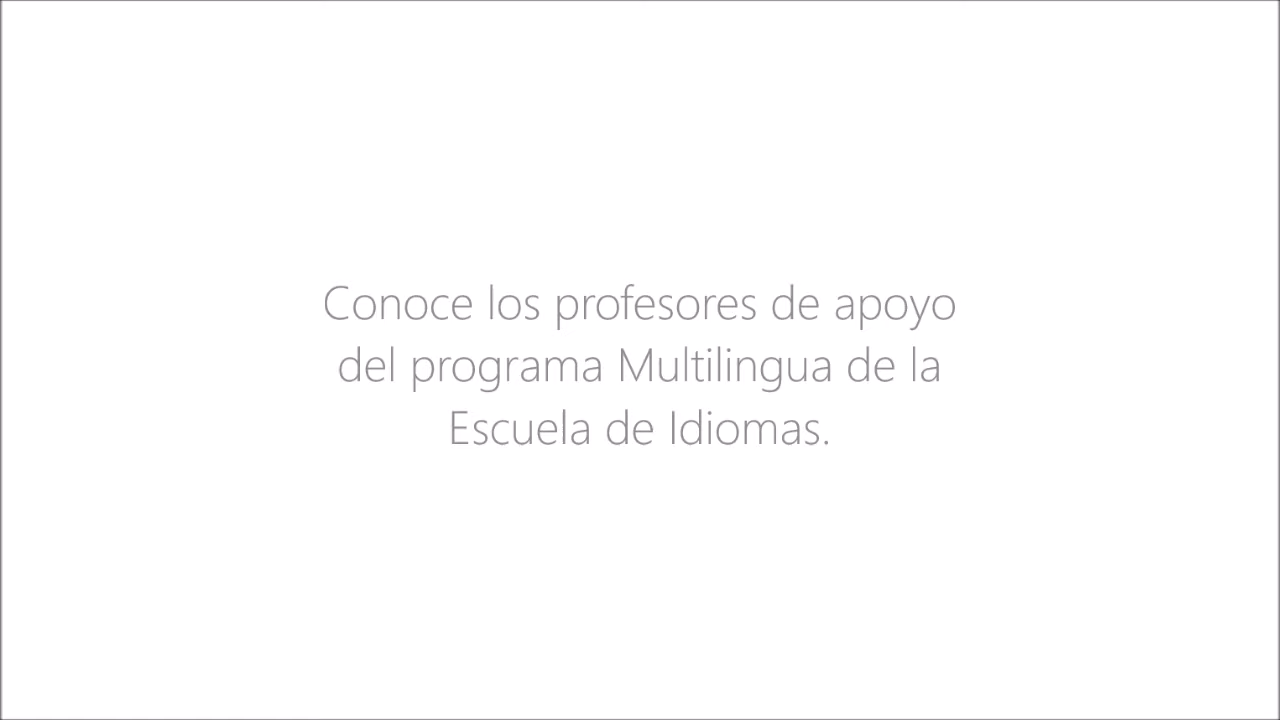 Conoce los profesores de apoyo
del programa Multilingua de la
Escuela de Idiomas.